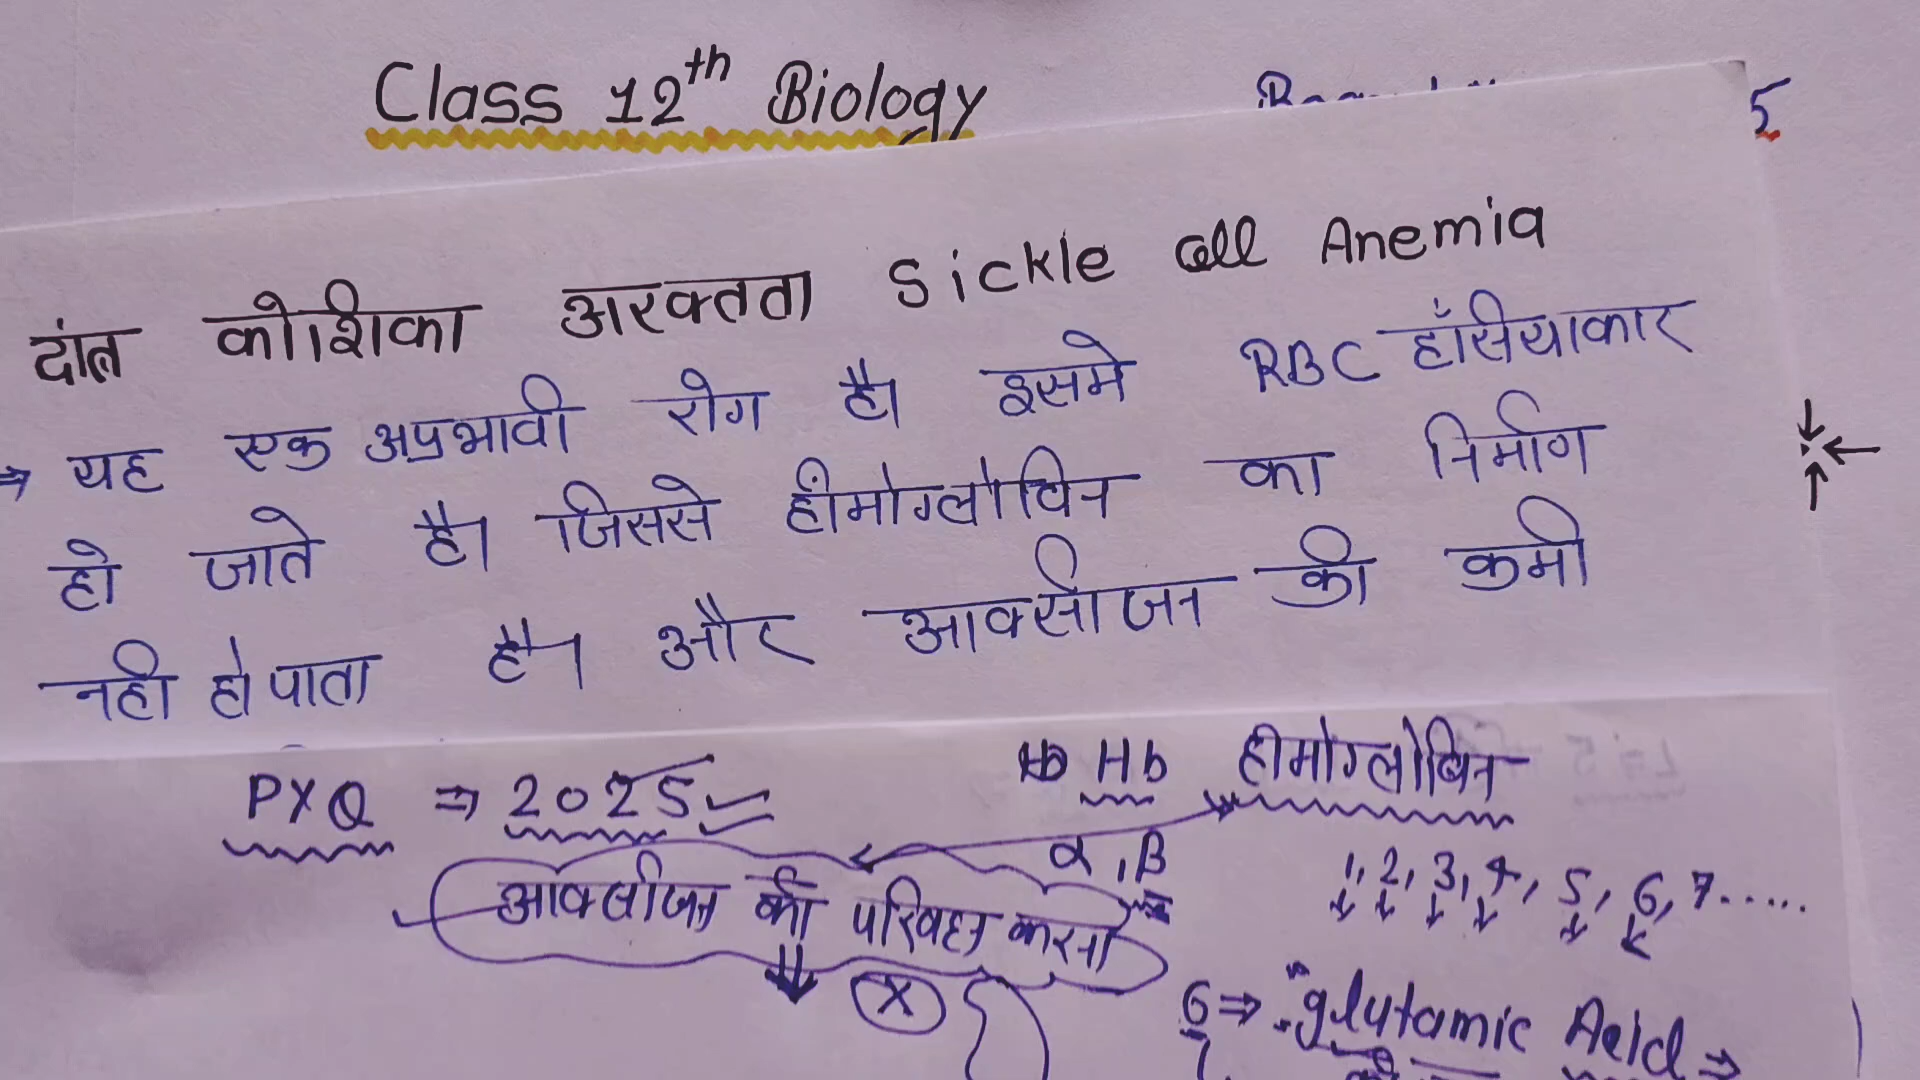 Class 12th Biology
5
दांत्र कोशिका अरक्तता Sickle Cell Anemia
⇒ यह एक अप्रभावी रोग है। इसमे RBC हाँसियाकार
हो जाते है। जिससे हीमोग्लोबिन का निर्माण
नही हो पाता है। और आक्सीजन की कमी
PYQ ⇒ 2025 Hb Hb हीमोग्लोबिन
α, β 1, 2, 3, 4, 5, 6, 7.....
आक्सीजन की परिवहन करना
X
6 ⇒ "glutamic Acid ⇒